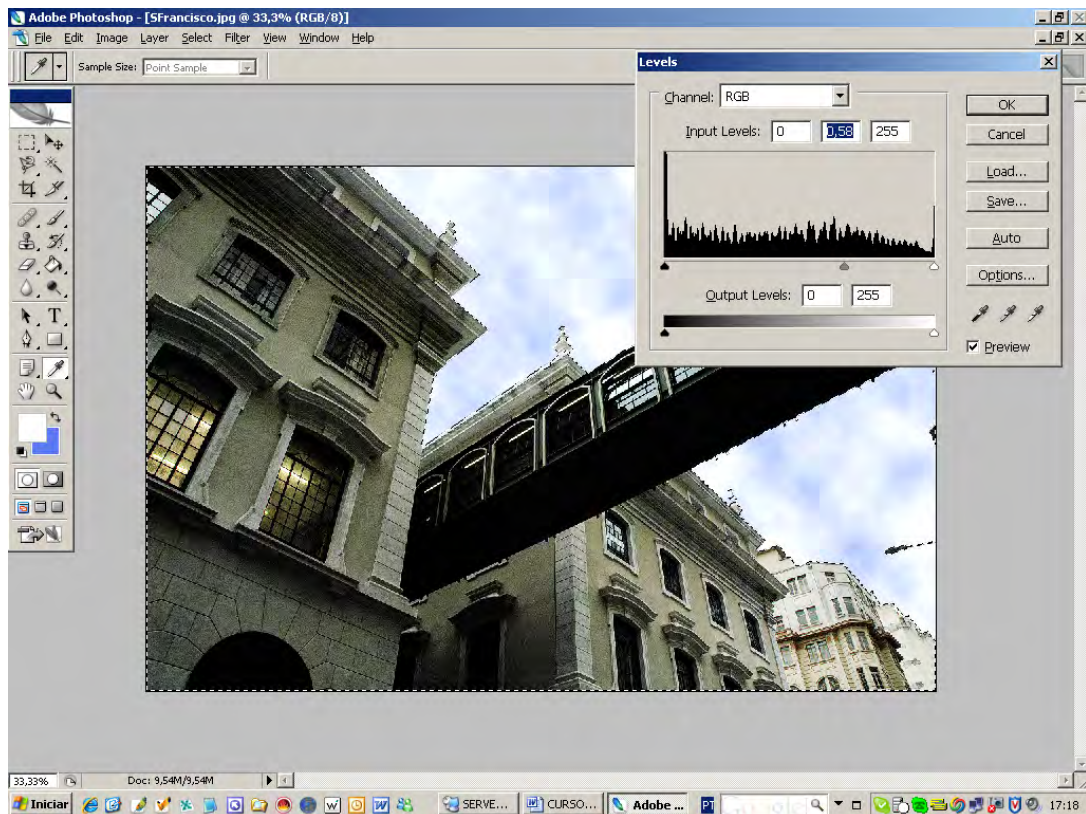 Adobe Photoshop - [SFrancisco.jpg @ 33,3% (RGB/8)]
File Edit Image Layer Select Filter View Window Help
Sample Size: Point Sample
Levels
Channel: RGB
OK
Input Levels: 0 0,58 255
Cancel
Load...
Save...
Auto
Options...
Output Levels: 0 255
Preview
33,33% Doc: 9,54M/9,54M
Iniciar SERVE... CURSO... Adobe ... PT Google 17:18